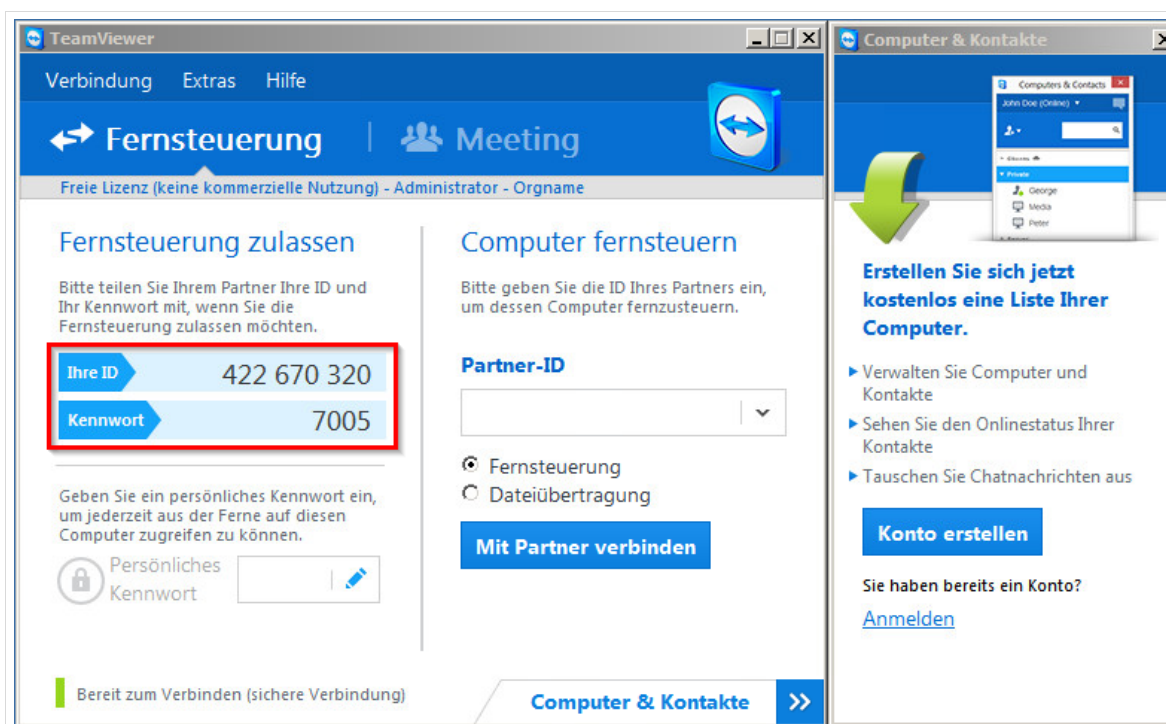 TeamViewer
Verbindung Extras Hilfe
Fernsteuerung
Meeting
Freie Lizenz (keine kommerzielle Nutzung) - Administrator - Orgname
Fernsteuerung zulassen
Bitte teilen Sie Ihrem Partner Ihre ID und
Ihr Kennwort mit, wenn Sie die
Fernsteuerung zulassen möchten.
Ihre ID 422 670 320
Kennwort 7005
Geben Sie ein persönliches Kennwort ein,
um jederzeit aus der Ferne auf diesen
Computer zugreifen zu können.
Persönliches
Kennwort
Bereit zum Verbinden (sichere Verbindung)
Computer fernsteuern
Bitte geben Sie die ID Ihres Partners ein,
um dessen Computer fernzusteuern.
Partner-ID
Fernsteuerung
Dateiübertragung
Mit Partner verbinden
Computer & Kontakte
Computer & Kontakte
Computers & Contacts
John Doe (Online)
Private
George
Media
Peter
Erstellen Sie sich jetzt
kostenlos eine Liste Ihrer
Computer.
Verwalten Sie Computer und
Kontakte
Sehen Sie den Onlinestatus Ihrer
Kontakte
Tauschen Sie Chatnachrichten aus
Konto erstellen
Sie haben bereits ein Konto?
Anmelden